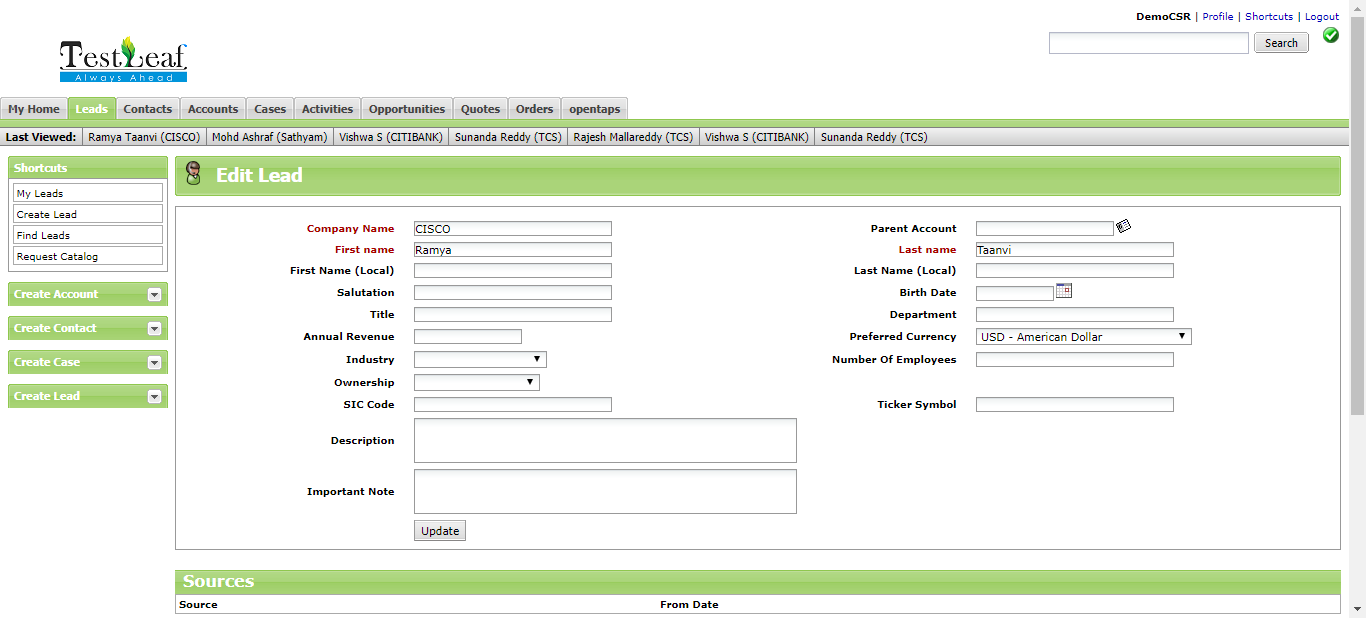 DemoCSR | Profile | Shortcuts | Logout
Search
TestLeaf
Always Ahead
My Home Leads Contacts Accounts Cases Activities Opportunities Quotes Orders opentaps
Last Viewed: Ramya Taanvi (CISCO) Mohd Ashraf (Sathyam) Vishwa S (CITIBANK) Sunanda Reddy (TCS) Rajesh Mallareddy (TCS) Vishwa S (CITIBANK) Sunanda Reddy (TCS)
Shortcuts
My Leads
Create Lead
Find Leads
Request Catalog
Create Account
Create Contact
Create Case
Create Lead
Edit Lead
Company Name CISCO Parent Account
First name Ramya Last name Taanvi
First Name (Local) Last Name (Local)
Salutation Birth Date
Title Department
Annual Revenue Preferred Currency USD - American Dollar
Industry Number Of Employees
Ownership
SIC Code Ticker Symbol
Description
Important Note
Update
Sources
Source From Date